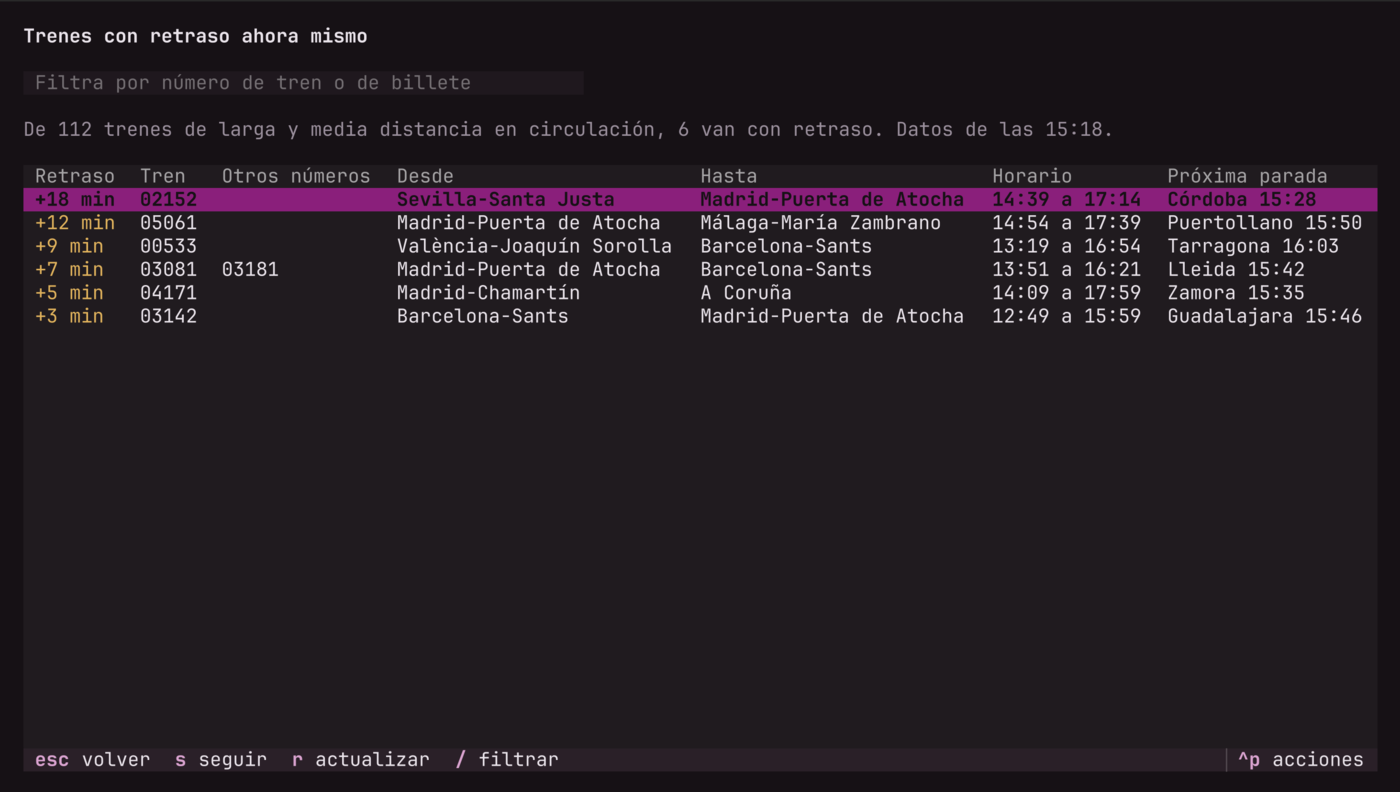 Trenes con retraso ahora mismo
Filtra por número de tren o de billete
De 112 trenes de larga y media distancia en circulación, 6 van con retraso. Datos de las 15:18.
Retraso Tren Otros números Desde Hasta Horario Próxima parada
+18 min 02152 Sevilla-Santa Justa Madrid-Puerta de Atocha 14:39 a 17:14 Córdoba 15:28
+12 min 05061 Madrid-Puerta de Atocha Málaga-María Zambrano 14:54 a 17:39 Puertollano 15:50
+9 min 00533 València-Joaquín Sorolla Barcelona-Sants 13:19 a 16:54 Tarragona 16:03
+7 min 03081 03181 Madrid-Puerta de Atocha Barcelona-Sants 13:51 a 16:21 Lleida 15:42
+5 min 04171 Madrid-Chamartín A Coruña 14:09 a 17:59 Zamora 15:35
+3 min 03142 Barcelona-Sants Madrid-Puerta de Atocha 12:49 a 15:59 Guadalajara 15:46
esc volver s seguir r actualizar / filtrar ^p acciones